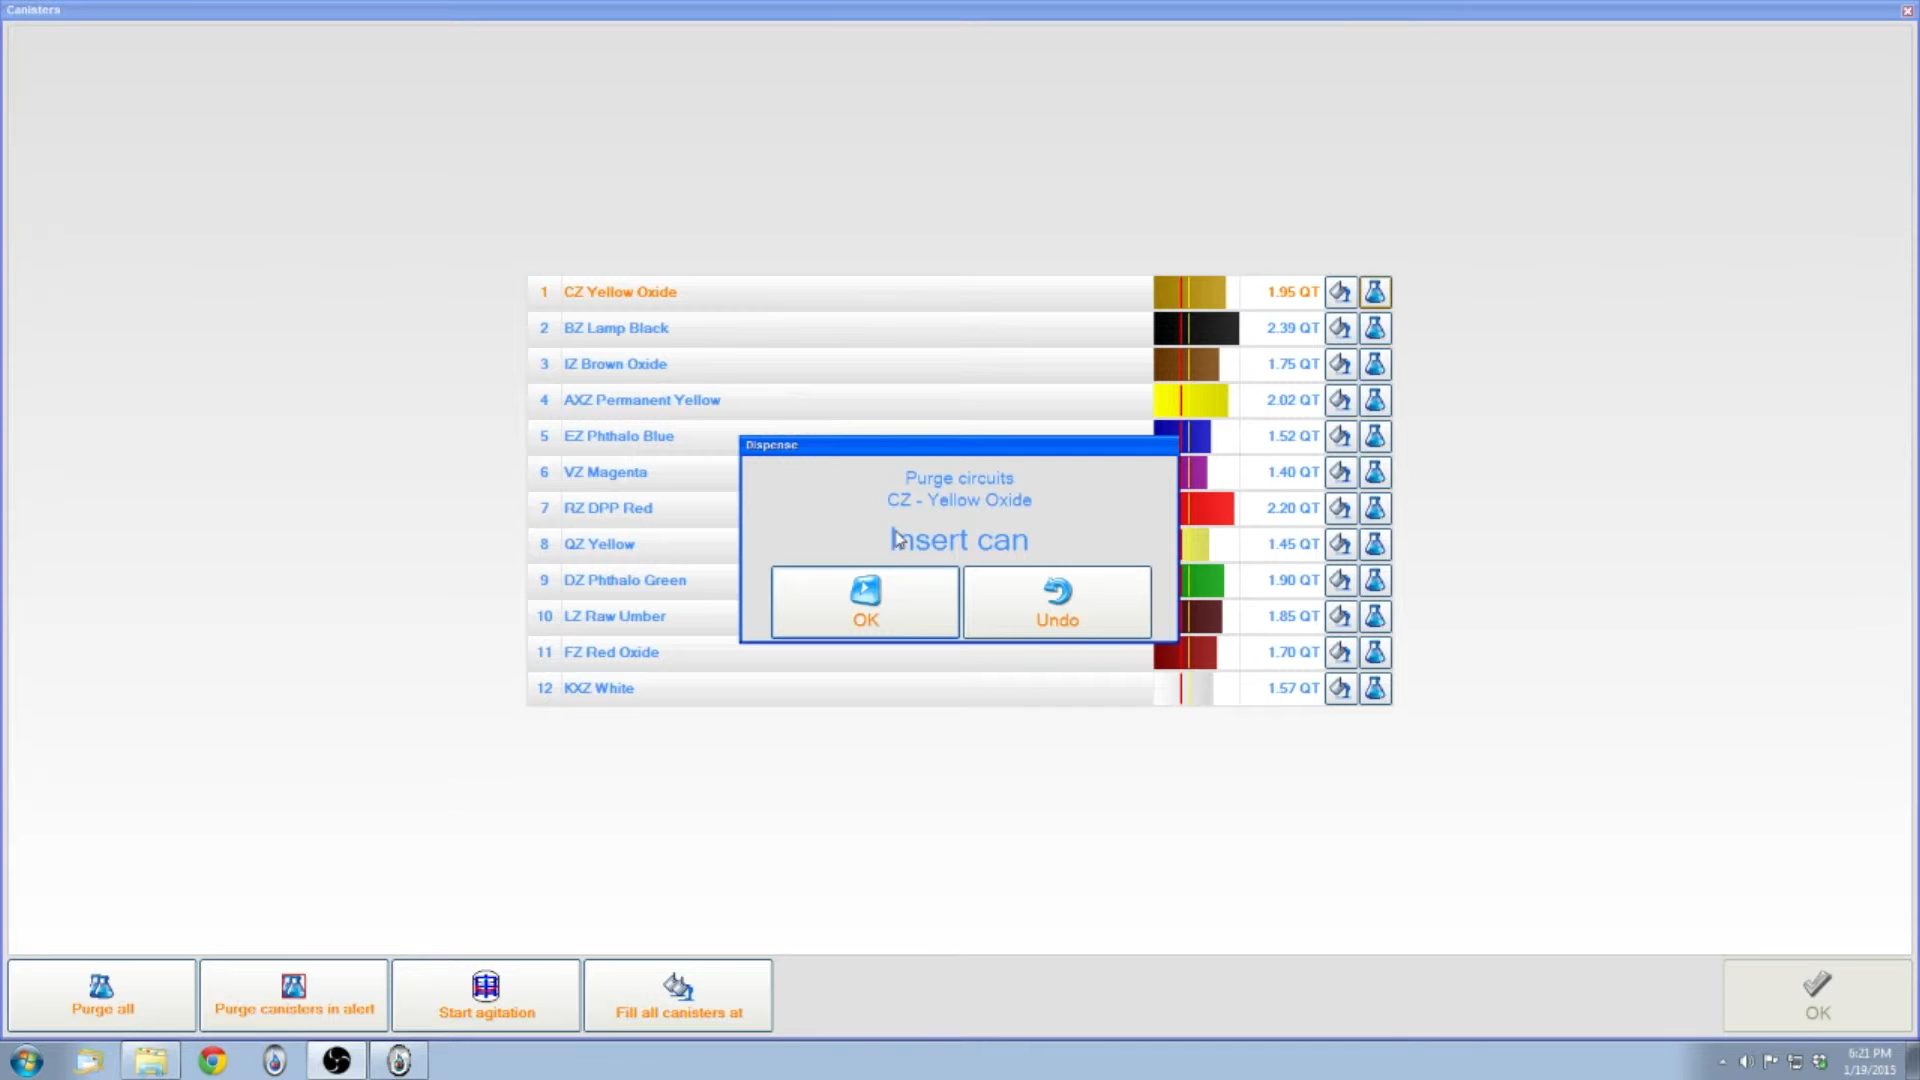 Canisters
1 CZ Yellow Oxide 1.95 QT
2 BZ Lamp Black 2.39 QT
3 IZ Brown Oxide 1.75 QT
4 AXZ Permanent Yellow 2.02 QT
5 EZ Phthalo Blue 1.52 QT
6 VZ Magenta 1.40 QT
7 RZ DPP Red 2.20 QT
8 QZ Yellow 1.45 QT
9 DZ Phthalo Green 1.90 QT
10 LZ Raw Umber 1.85 QT
11 FZ Red Oxide 1.70 QT
12 KXZ White 1.57 QT
Dispense
Purge circuits
CZ - Yellow Oxide
Insert can
OK Undo
Purge all Purge canisters in alert Start agitation Fill all canisters at OK
6:21 PM
1/19/2015